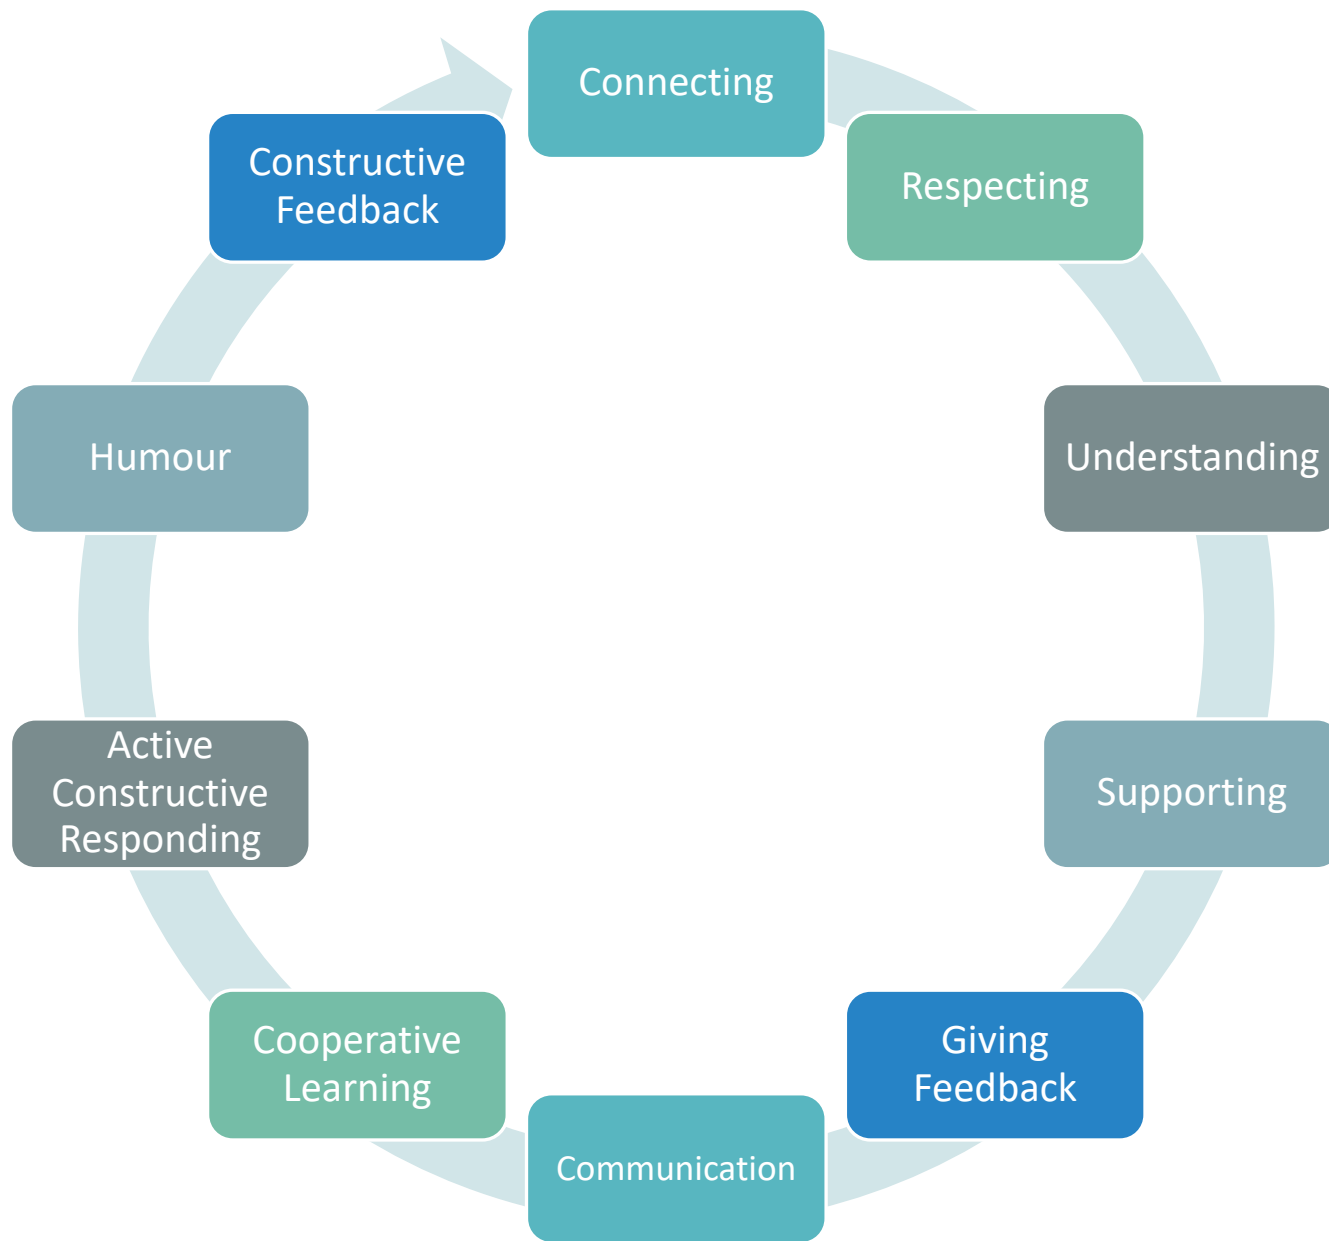 Connecting
Respecting
Understanding
Supporting
Giving
Feedback
Communication
Cooperative
Learning
Active
Constructive
Responding
Humour
Constructive
Feedback